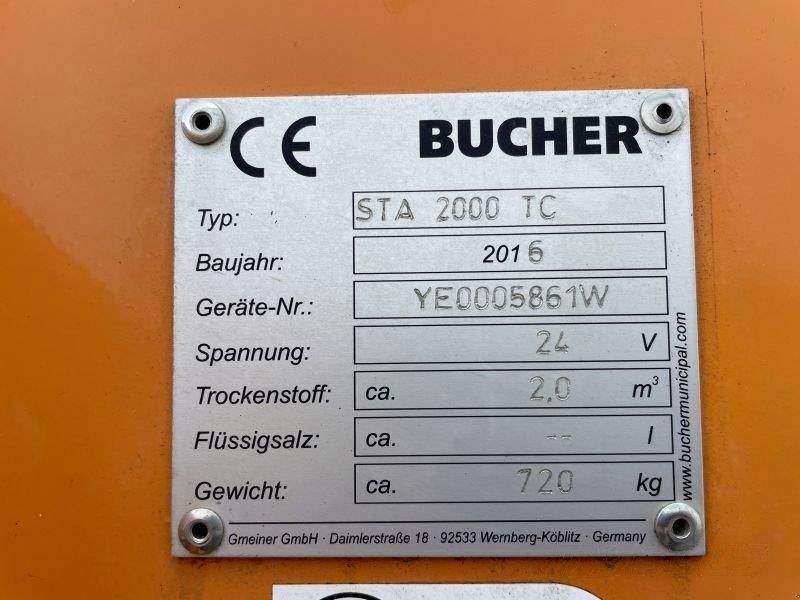 CE BUCHER
Typ: STA 2000 TC
Baujahr: 2016
Geräte-Nr.: YE0005861W
Spannung: 24 V
Trockenstoff: ca. 2.0 m³
Flüssigsalz: ca. -- l
Gewicht: ca. 720 kg
www.buchermunicipal.com
Gmeiner GmbH · Daimlerstraße 18 · 92533 Wernberg-Köblitz · Germany